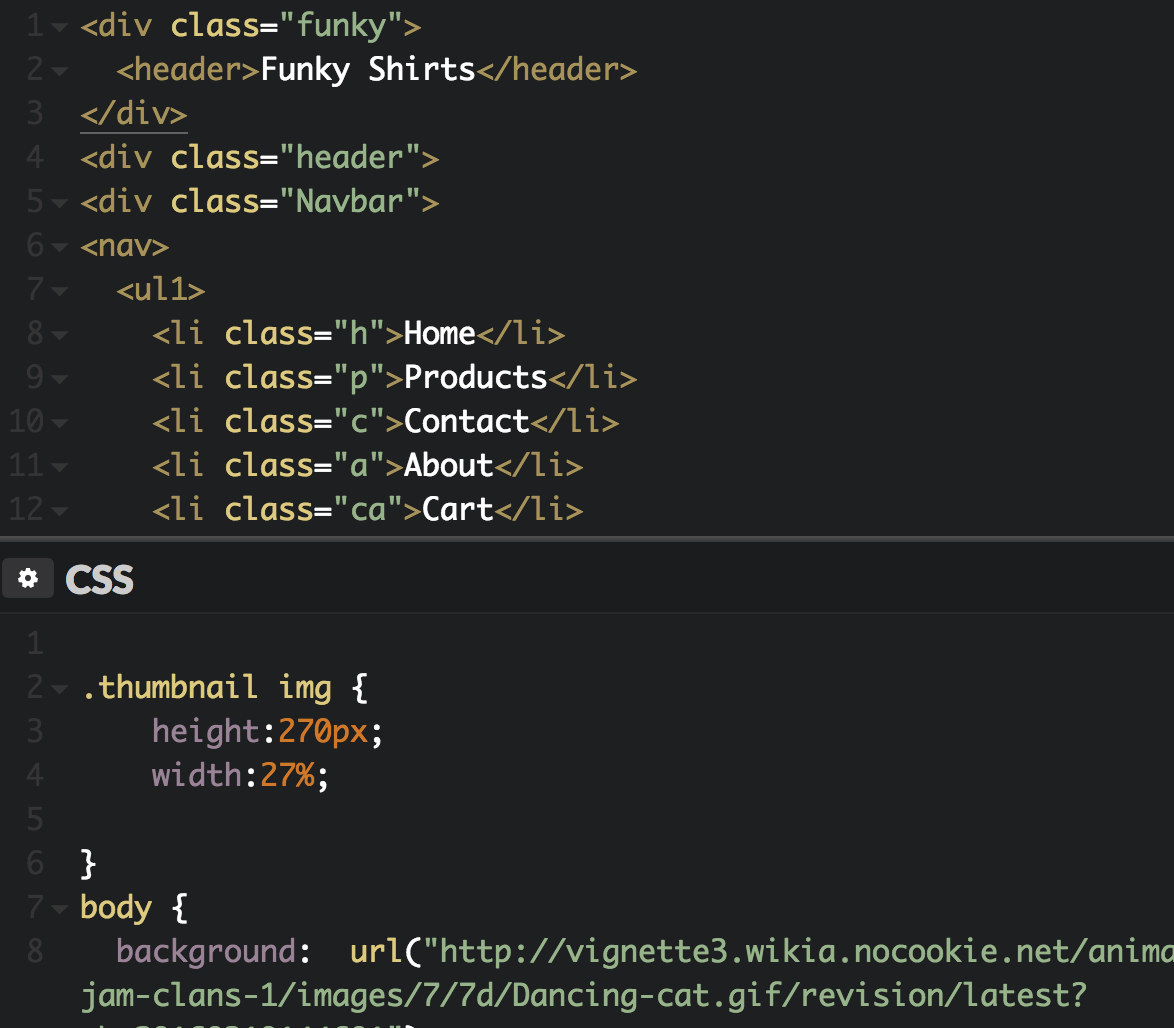 1 <div class="funky">
2 <header>Funky Shirts</header>
3 </div>
4 <div class="header">
5 <div class="Navbar">
6 <nav>
7 <ul1>
8 <li class="h">Home</li>
9 <li class="p">Products</li>
10 <li class="c">Contact</li>
11 <li class="a">About</li>
12 <li class="ca">Cart</li>
CSS
1
2 .thumbnail img {
3 height:270px;
4 width:27%;
5
6 }
7 body {
8 background: url("http://vignette3.wikia.nocookie.net/anima
jam-clans-1/images/7/7d/Dancing-cat.gif/revision/latest?